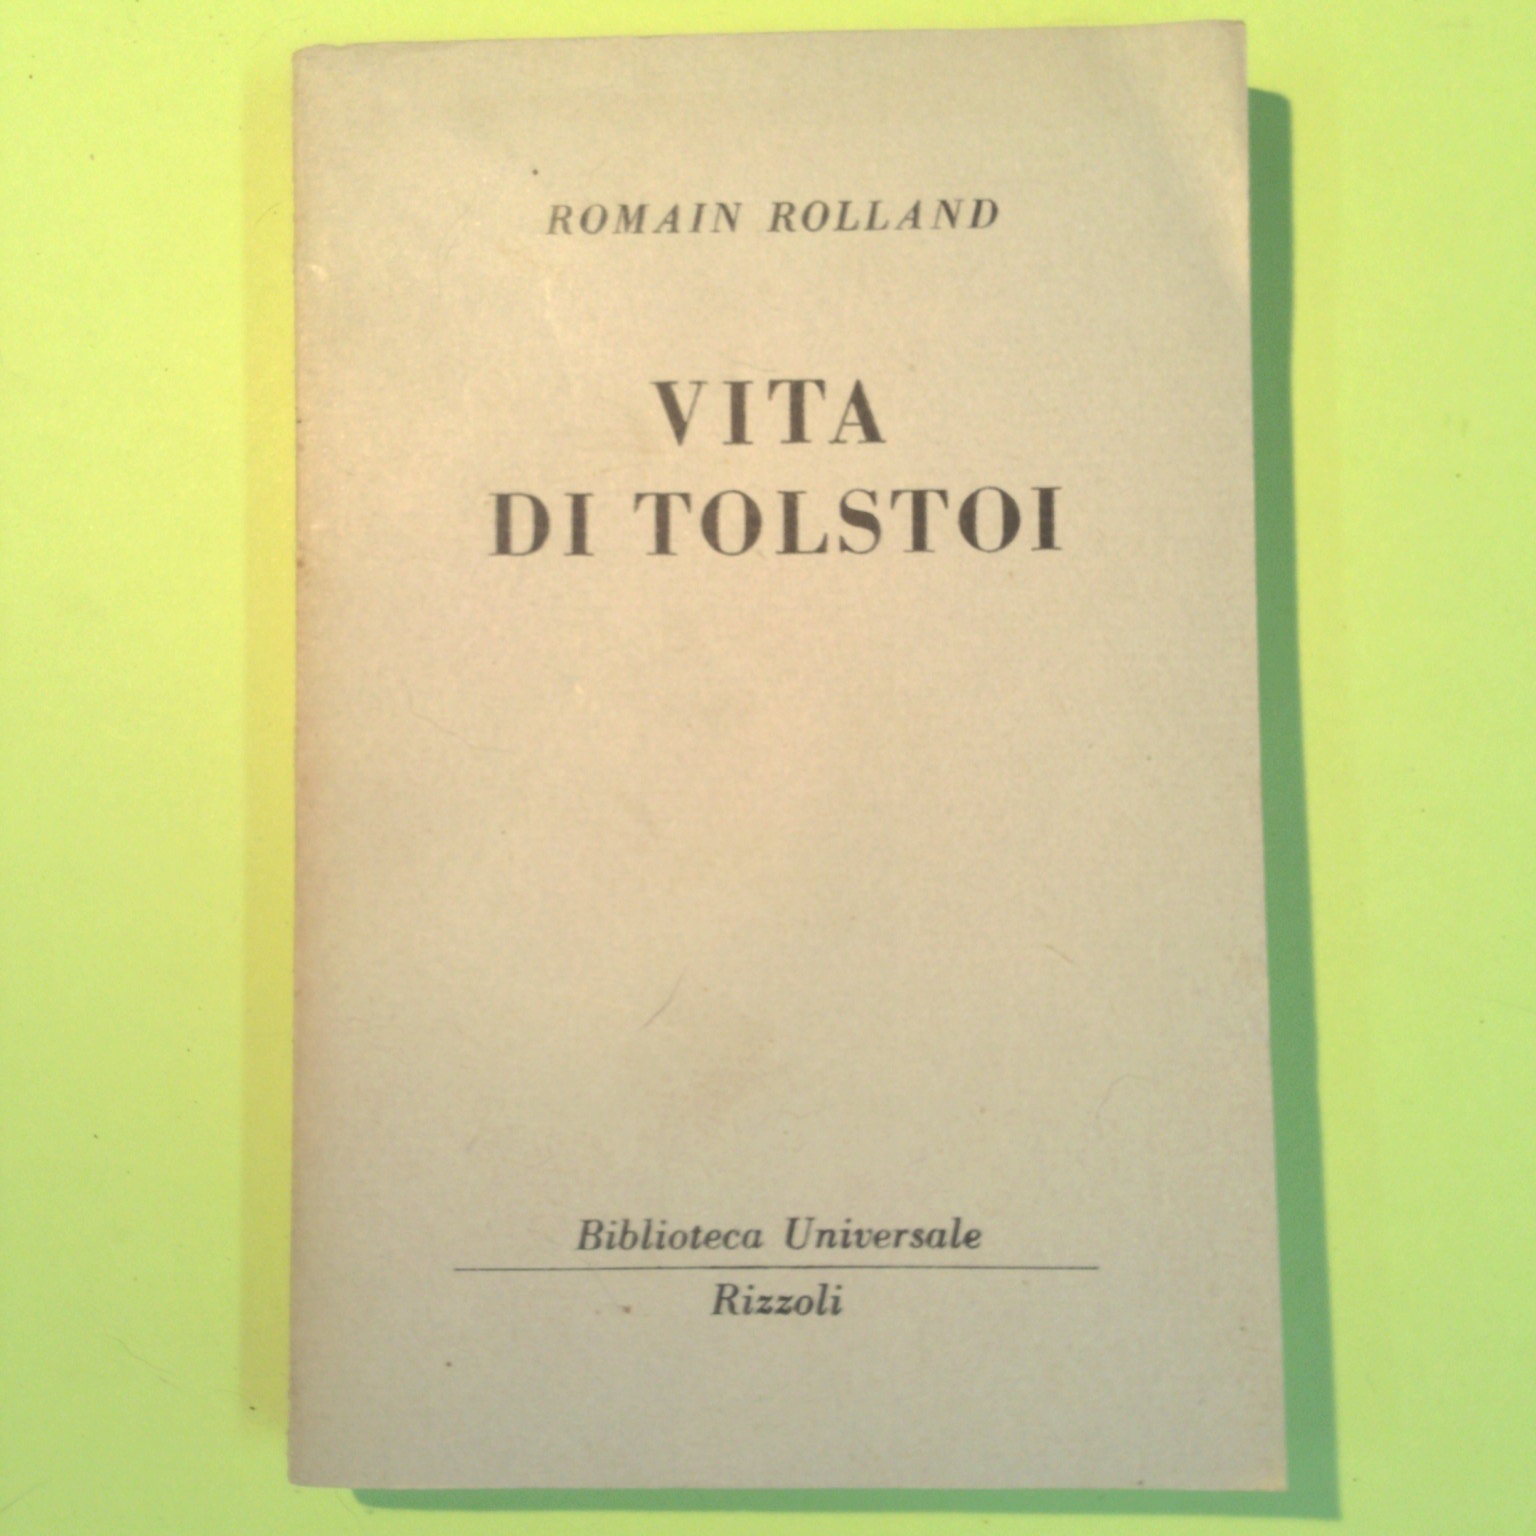 ROMAIN ROLLAND
VITA
DI TOLSTOI
Biblioteca Universale
Rizzoli